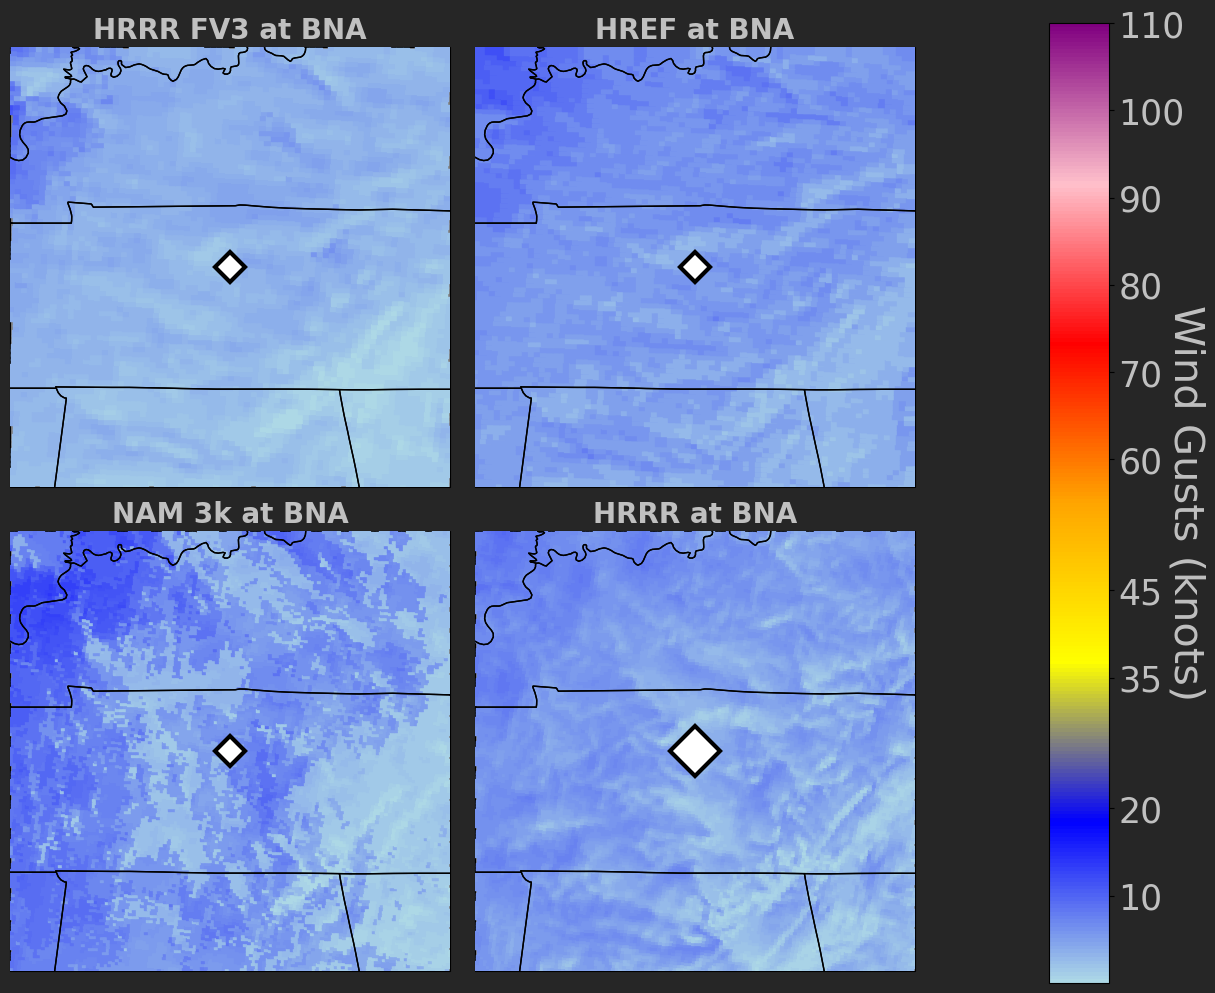 HRRR FV3 at BNA
HREF at BNA
NAM 3k at BNA
HRRR at BNA
110
100
90
80
70
60
45
35
20
10
Wind Gusts (knots)